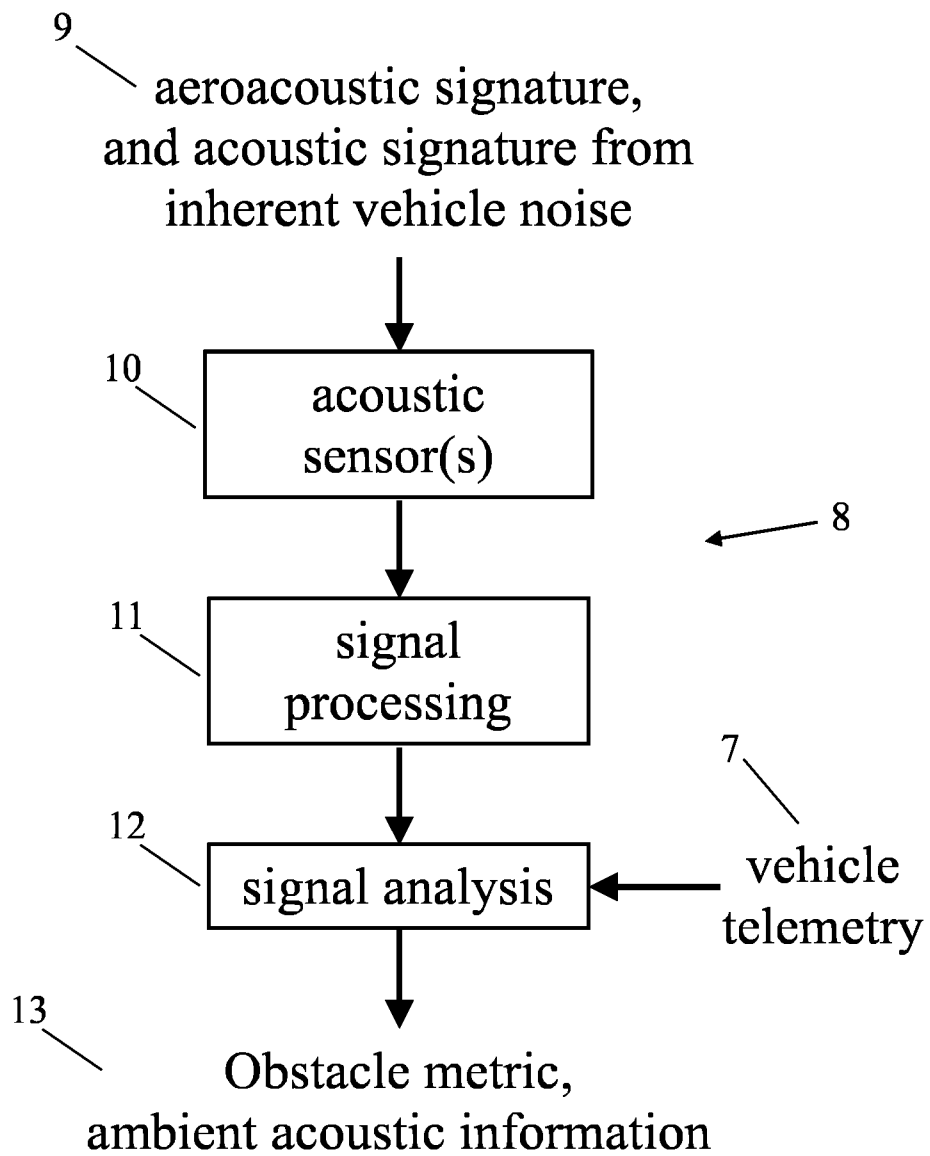 9
aeroacoustic signature,
and acoustic signature from
inherent vehicle noise
10
acoustic
sensor(s)
8
11
signal
processing
7
12
signal analysis
vehicle
telemetry
13
Obstacle metric,
ambient acoustic information